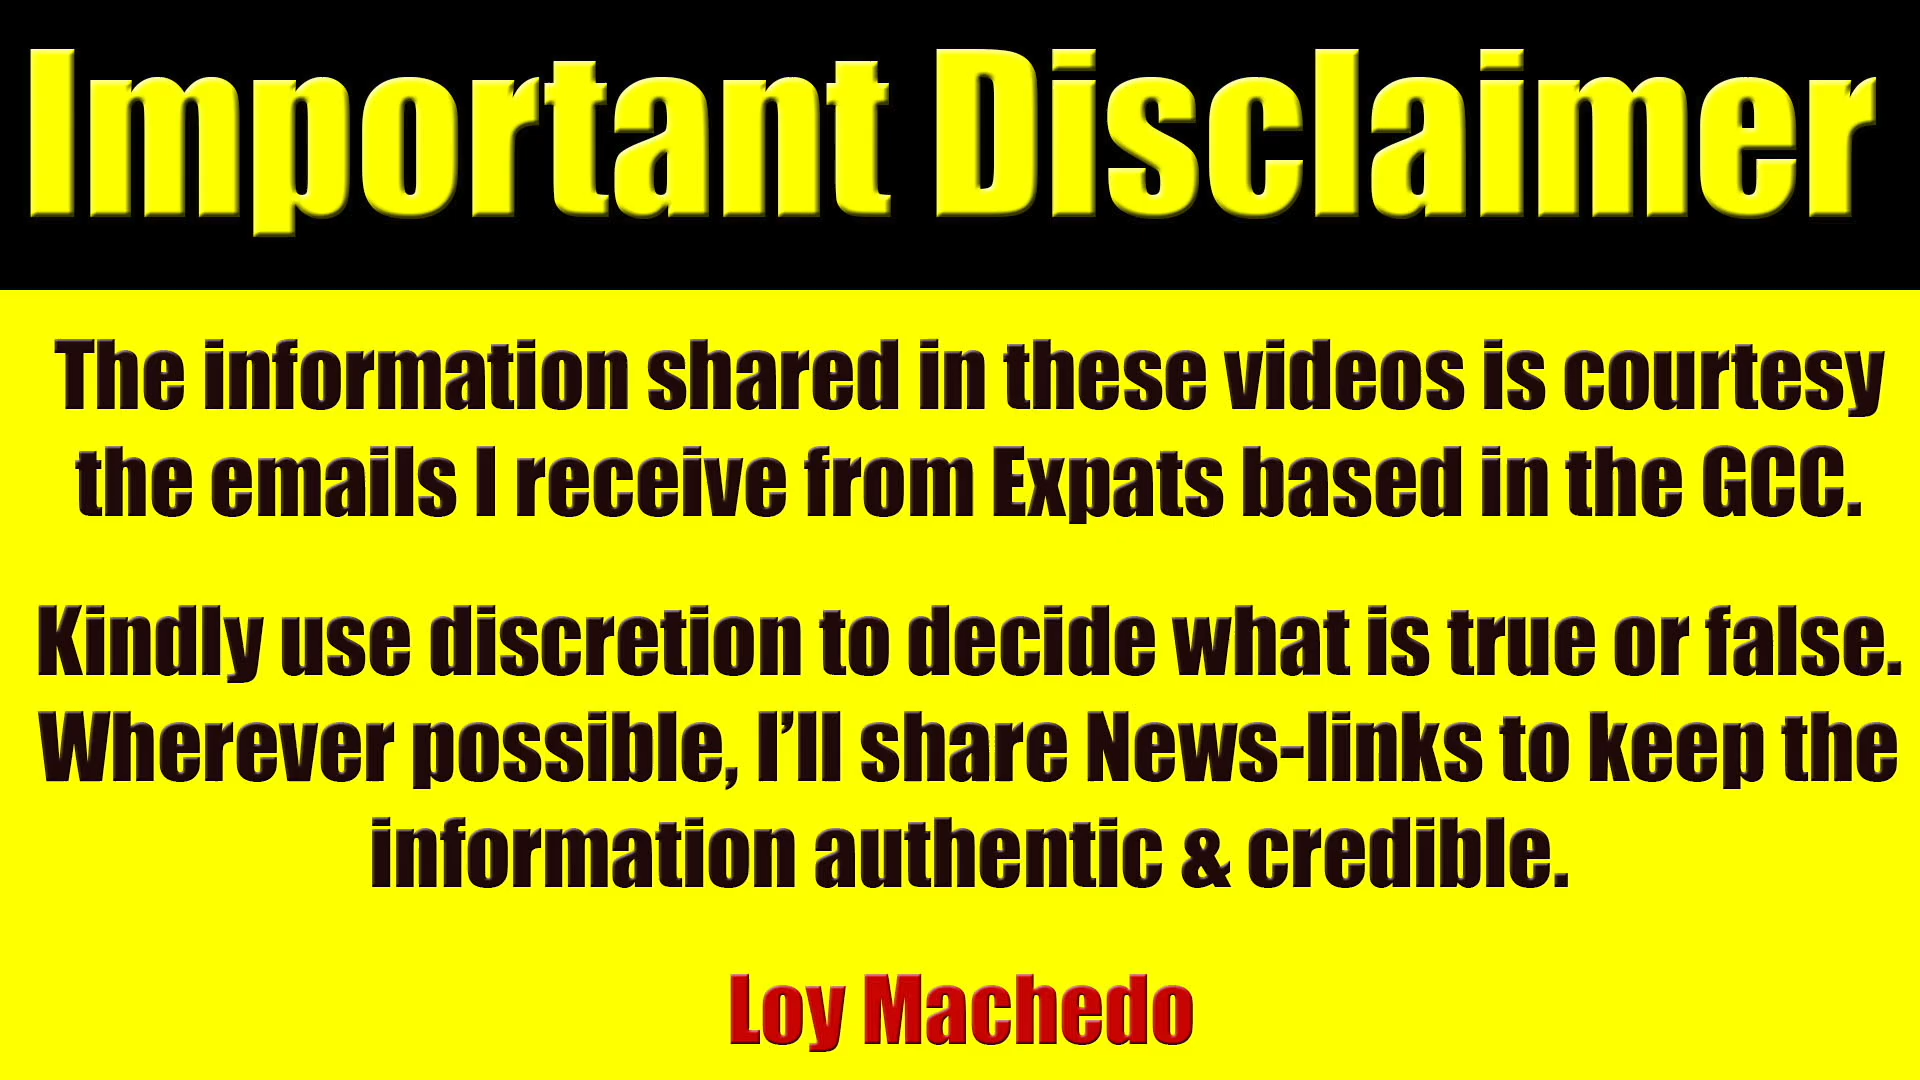 Important Disclaimer
The information shared in these videos is courtesy
the emails I receive from Expats based in the GCC.
Kindly use discretion to decide what is true or false.
Wherever possible, I’ll share News-links to keep the
information authentic & credible.
Loy Machedo